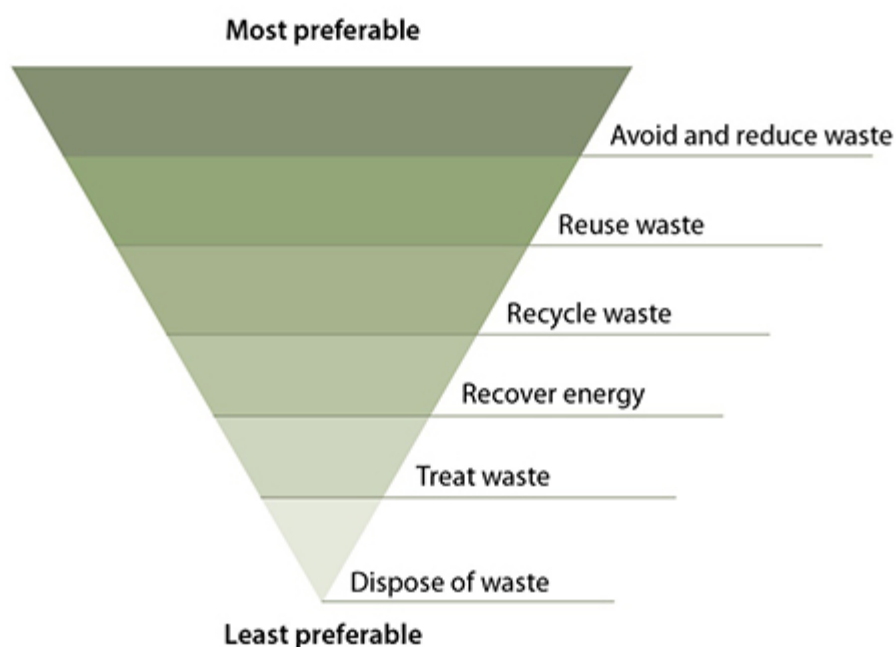 Most preferable
Avoid and reduce waste
Reuse waste
Recycle waste
Recover energy
Treat waste
Dispose of waste
Least preferable